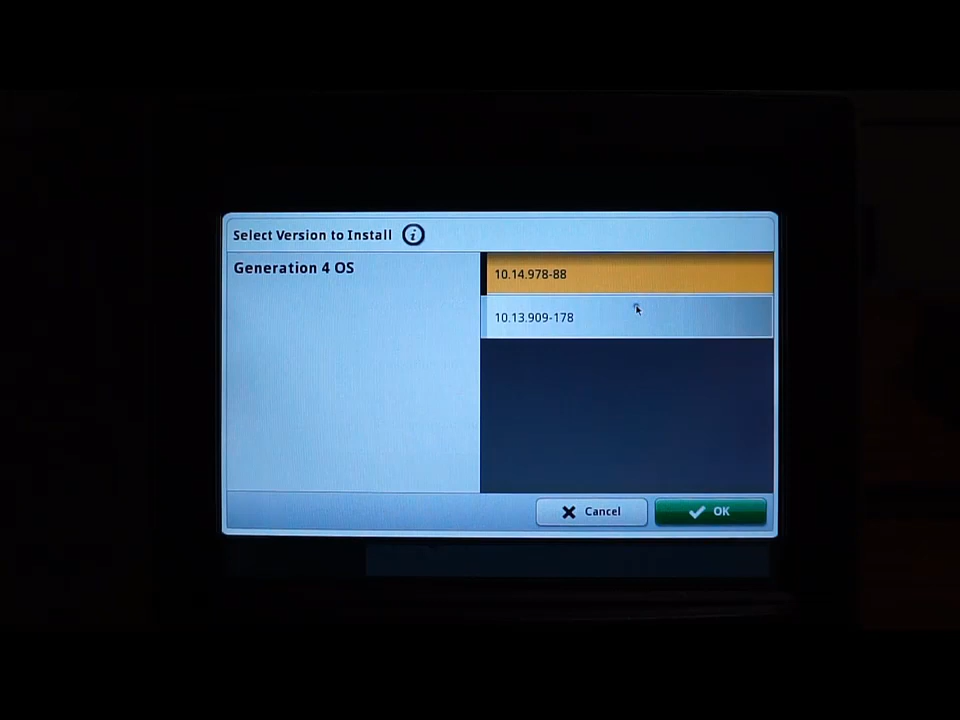 Select Version to Install
Generation 4 OS
10.14.978-88
10.13.909-178
Cancel
OK